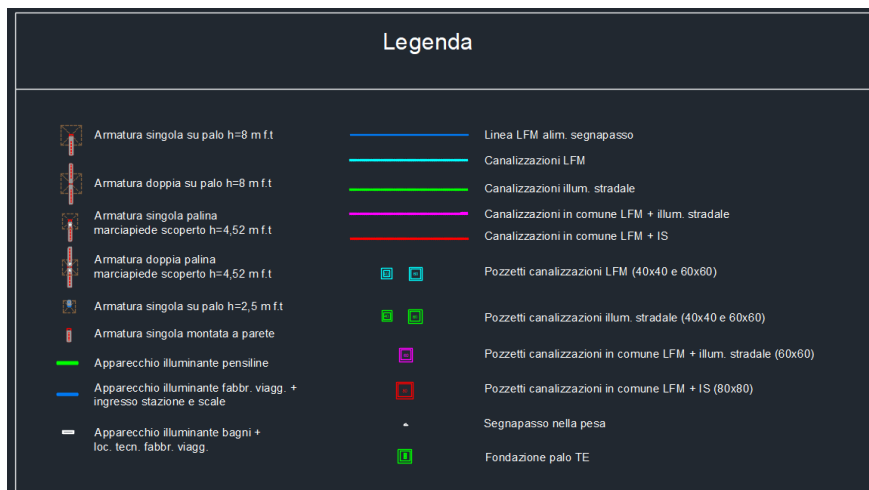 Legenda
Armatura singola su palo h=8 m f.t
Armatura doppia su palo h=8 m f.t
Armatura singola palina
marciapiede scoperto h=4,52 m f.t
Armatura doppia palina
marciapiede scoperto h=4,52 m f.t
Armatura singola su palo h=2,5 m f.t
Armatura singola montata a parete
Apparecchio illuminante pensiline
Apparecchio illuminante fabbr. viagg. +
ingresso stazione e scale
Apparecchio illuminante bagni +
loc. tecn. fabbr. viagg.
Linea LFM alim. segnapasso
Canalizzazioni LFM
Canalizzazioni illum. stradale
Canalizzazioni in comune LFM + illum. stradale
Canalizzazioni in comune LFM + IS
Pozzetti canalizzazioni LFM (40x40 e 60x60)
Pozzetti canalizzazioni illum. stradale (40x40 e 60x60)
Pozzetti canalizzazioni in comune LFM + illum. stradale (60x60)
Pozzetti canalizzazioni in comune LFM + IS (80x80)
Segnapasso nella pesa
Fondazione palo TE